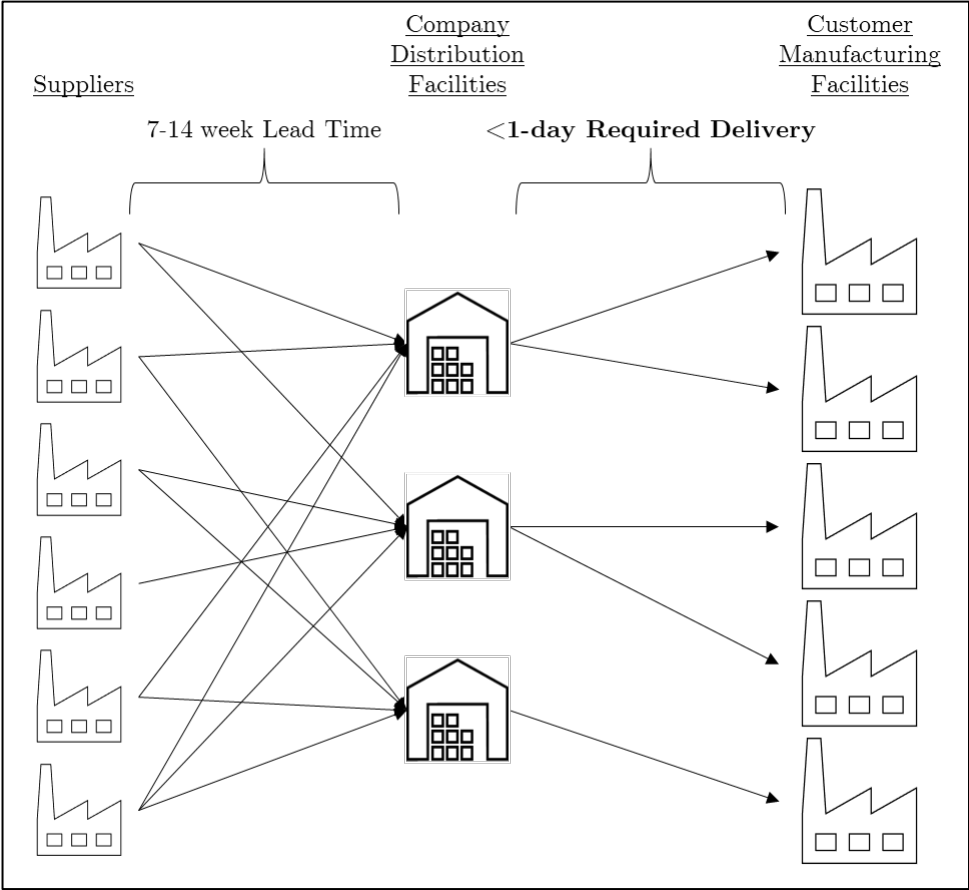 Suppliers
Company
Distribution
Facilities
Customer
Manufacturing
Facilities
7-14 week Lead Time
<1-day Required Delivery